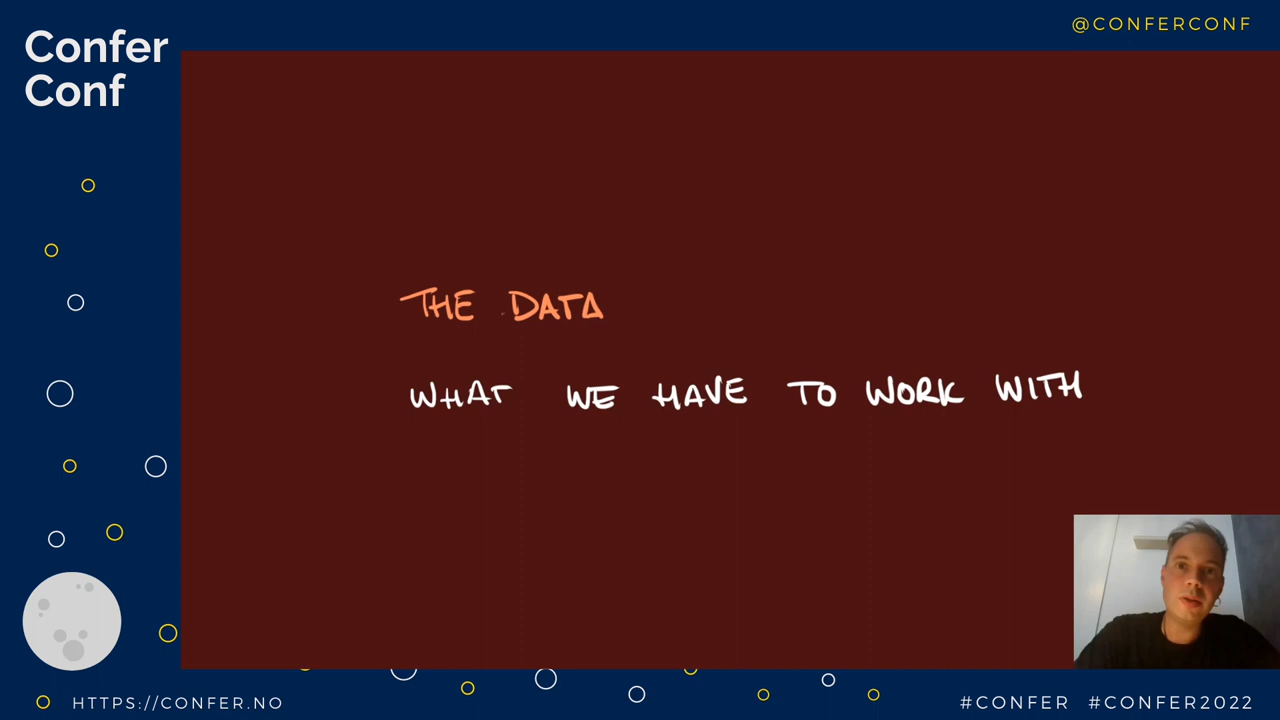 Confer
Conf
@CONFERCONF
THE DATA
WHAT WE HAVE TO WORK WITH
HTTPS://CONFER.NO
#CONFER #CONFER2022